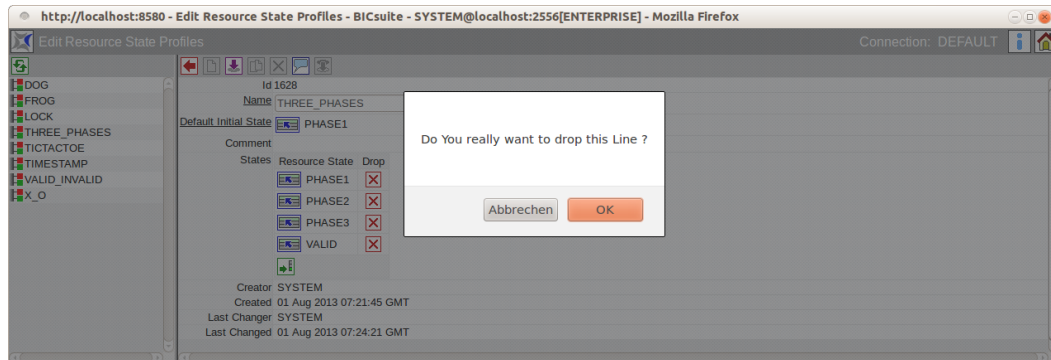 http://localhost:8580 - Edit Resource State Profiles - BICsuite - SYSTEM@localhost:2556[ENTERPRISE] - Mozilla Firefox
Edit Resource State Profiles
Connection: DEFAULT
DOG
FROG
LOCK
THREE_PHASES
TICTACTOE
TIMESTAMP
VALID_INVALID
X_O
Id 1628
Name THREE_PHASES
Default Initial State PHASE1
Comment
States Resource State Drop
PHASE1
PHASE2
PHASE3
VALID
Creator SYSTEM
Created 01 Aug 2013 07:21:45 GMT
Last Changer SYSTEM
Last Changed 01 Aug 2013 07:24:21 GMT
Do You really want to drop this Line ?
Abbrechen OK